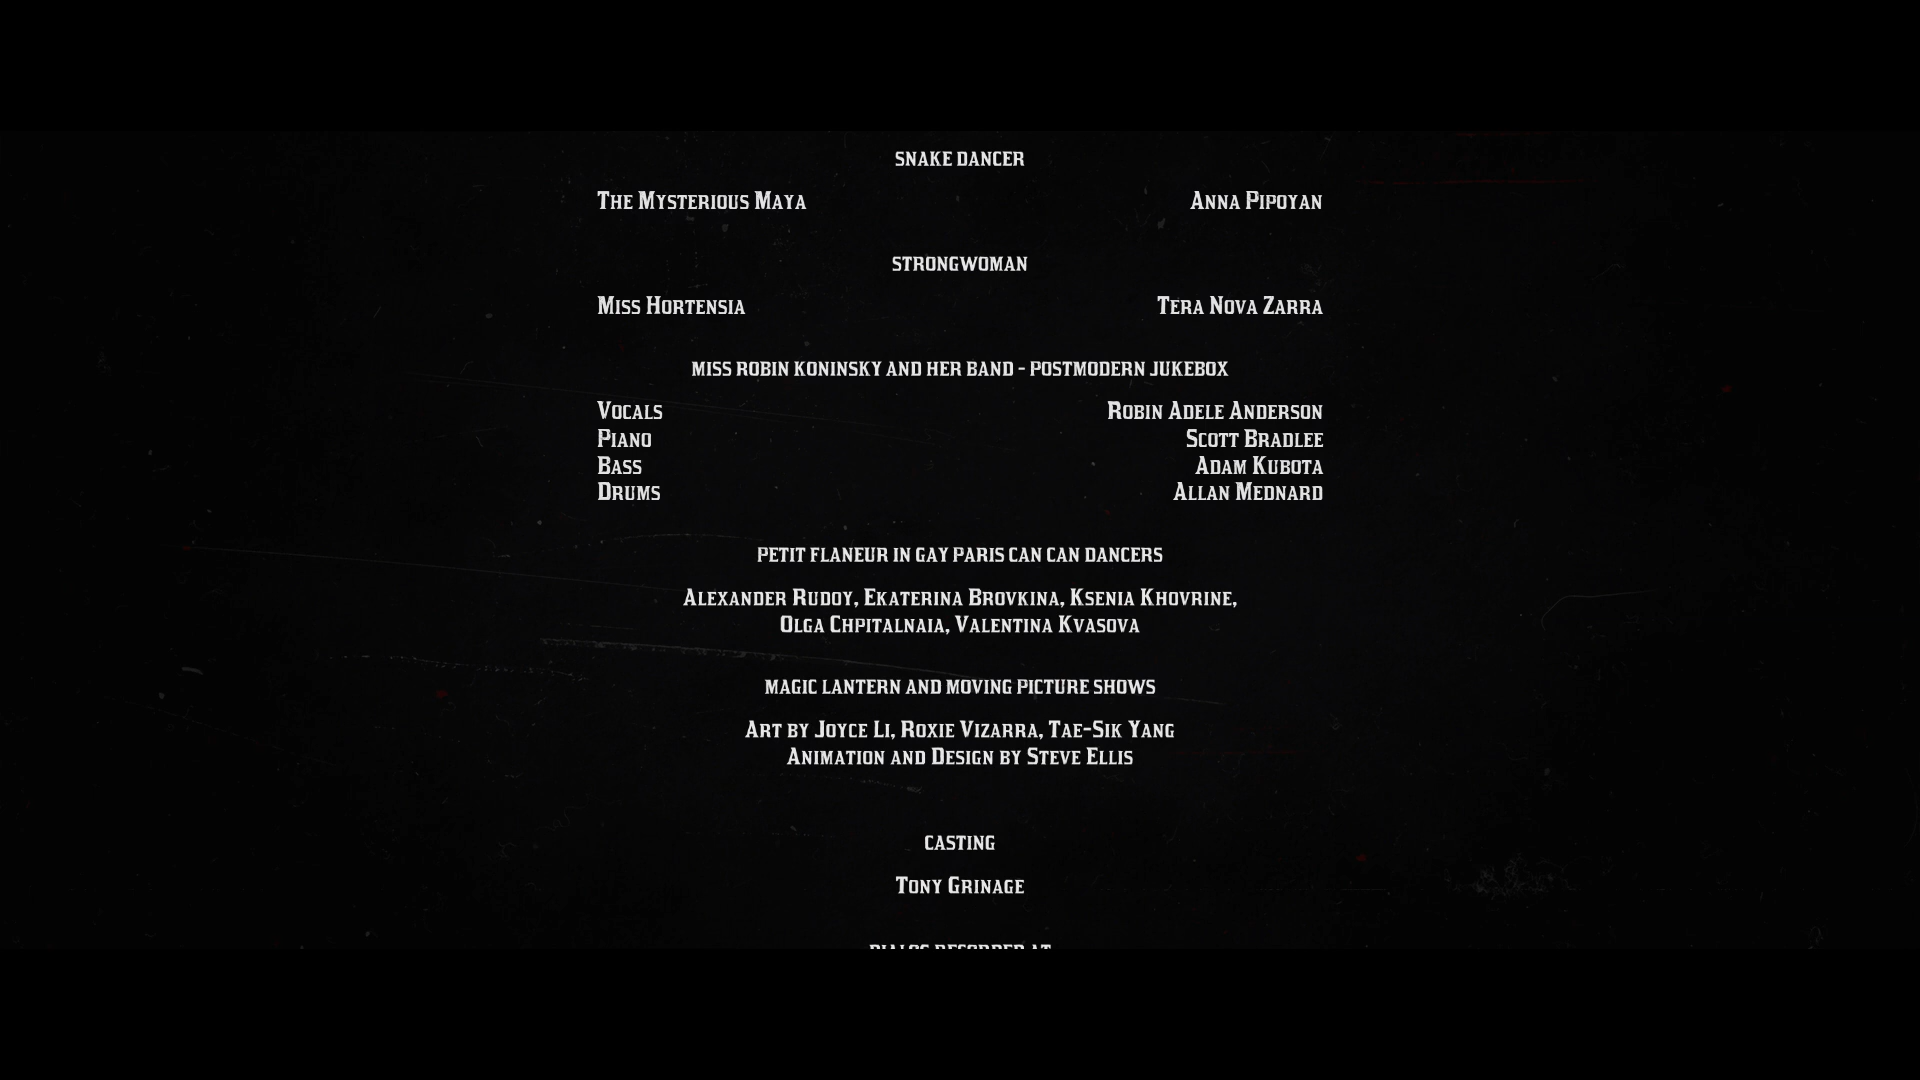 SNAKE DANCER
THE MYSTERIOUS MAYA ANNA PIPOYAN
STRONGWOMAN
MISS HORTENSIA TERA NOVA ZARRA
MISS ROBIN KONINSKY AND HER BAND - POSTMODERN JUKEBOX
VOCALS ROBIN ADELE ANDERSON
PIANO SCOTT BRADLEE
BASS ADAM KUBOTA
DRUMS ALLAN MEDNARD
PETIT FLANEUR IN GAY PARIS CAN CAN DANCERS
ALEXANDER RUDOY, EKATERINA BROVKINA, KSENIA KHOVRINE,
OLGA CHPITALNAIA, VALENTINA KVASOVA
MAGIC LANTERN AND MOVING PICTURE SHOWS
ART BY JOYCE LI, ROXIE VIZARRA, TAE-SIK YANG
ANIMATION AND DESIGN BY STEVE ELLIS
CASTING
TONY GRINAGE
DIALOG RECORDED AT